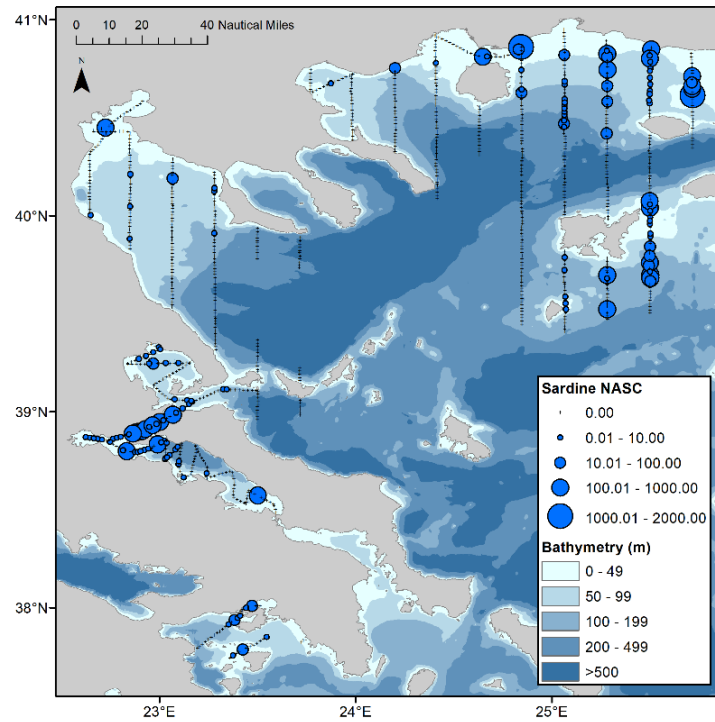 0 10 20 40 Nautical Miles
N
41°N
40°N
39°N
38°N
23°E 24°E 25°E
Sardine NASC
0.00
0.01 - 10.00
10.01 - 100.00
100.01 - 1000.00
1000.01 - 2000.00
Bathymetry (m)
0 - 49
50 - 99
100 - 199
200 - 499
>500